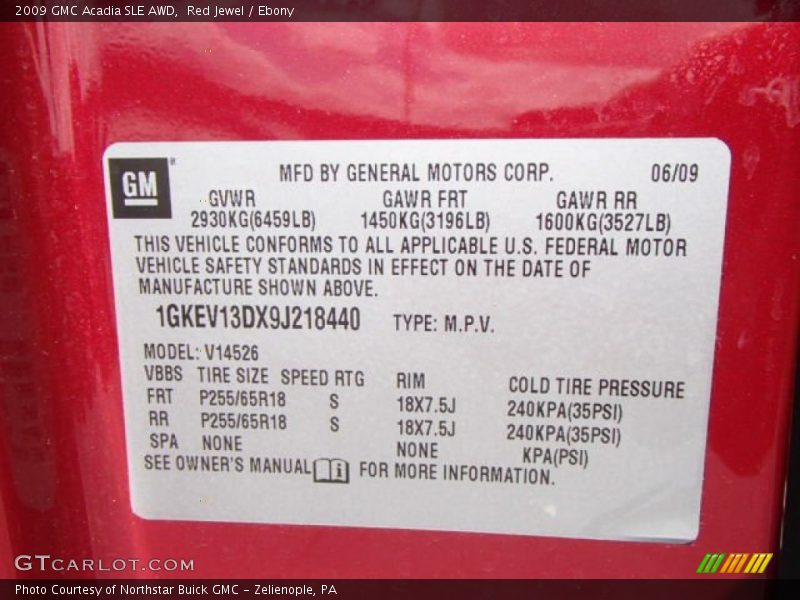 2009 GMC Acadia SLE AWD, Red Jewel / Ebony
GM
MFD BY GENERAL MOTORS CORP. 06/09
GVWR GAWR FRT GAWR RR
2930KG(6459LB) 1450KG(3196LB) 1600KG(3527LB)
THIS VEHICLE CONFORMS TO ALL APPLICABLE U.S. FEDERAL MOTOR
VEHICLE SAFETY STANDARDS IN EFFECT ON THE DATE OF
MANUFACTURE SHOWN ABOVE.
1GKEV13DX9J218440 TYPE: M.P.V.
MODEL: V14526
VBBS TIRE SIZE SPEED RTG RIM COLD TIRE PRESSURE
FRT P255/65R18 S 18X7.5J 240KPA(35PSI)
RR P255/65R18 S 18X7.5J 240KPA(35PSI)
SPA NONE NONE KPA(PSI)
SEE OWNER'S MANUAL i FOR MORE INFORMATION.
GTCARLOT.COM
Photo Courtesy of Northstar Buick GMC - Zelienople, PA